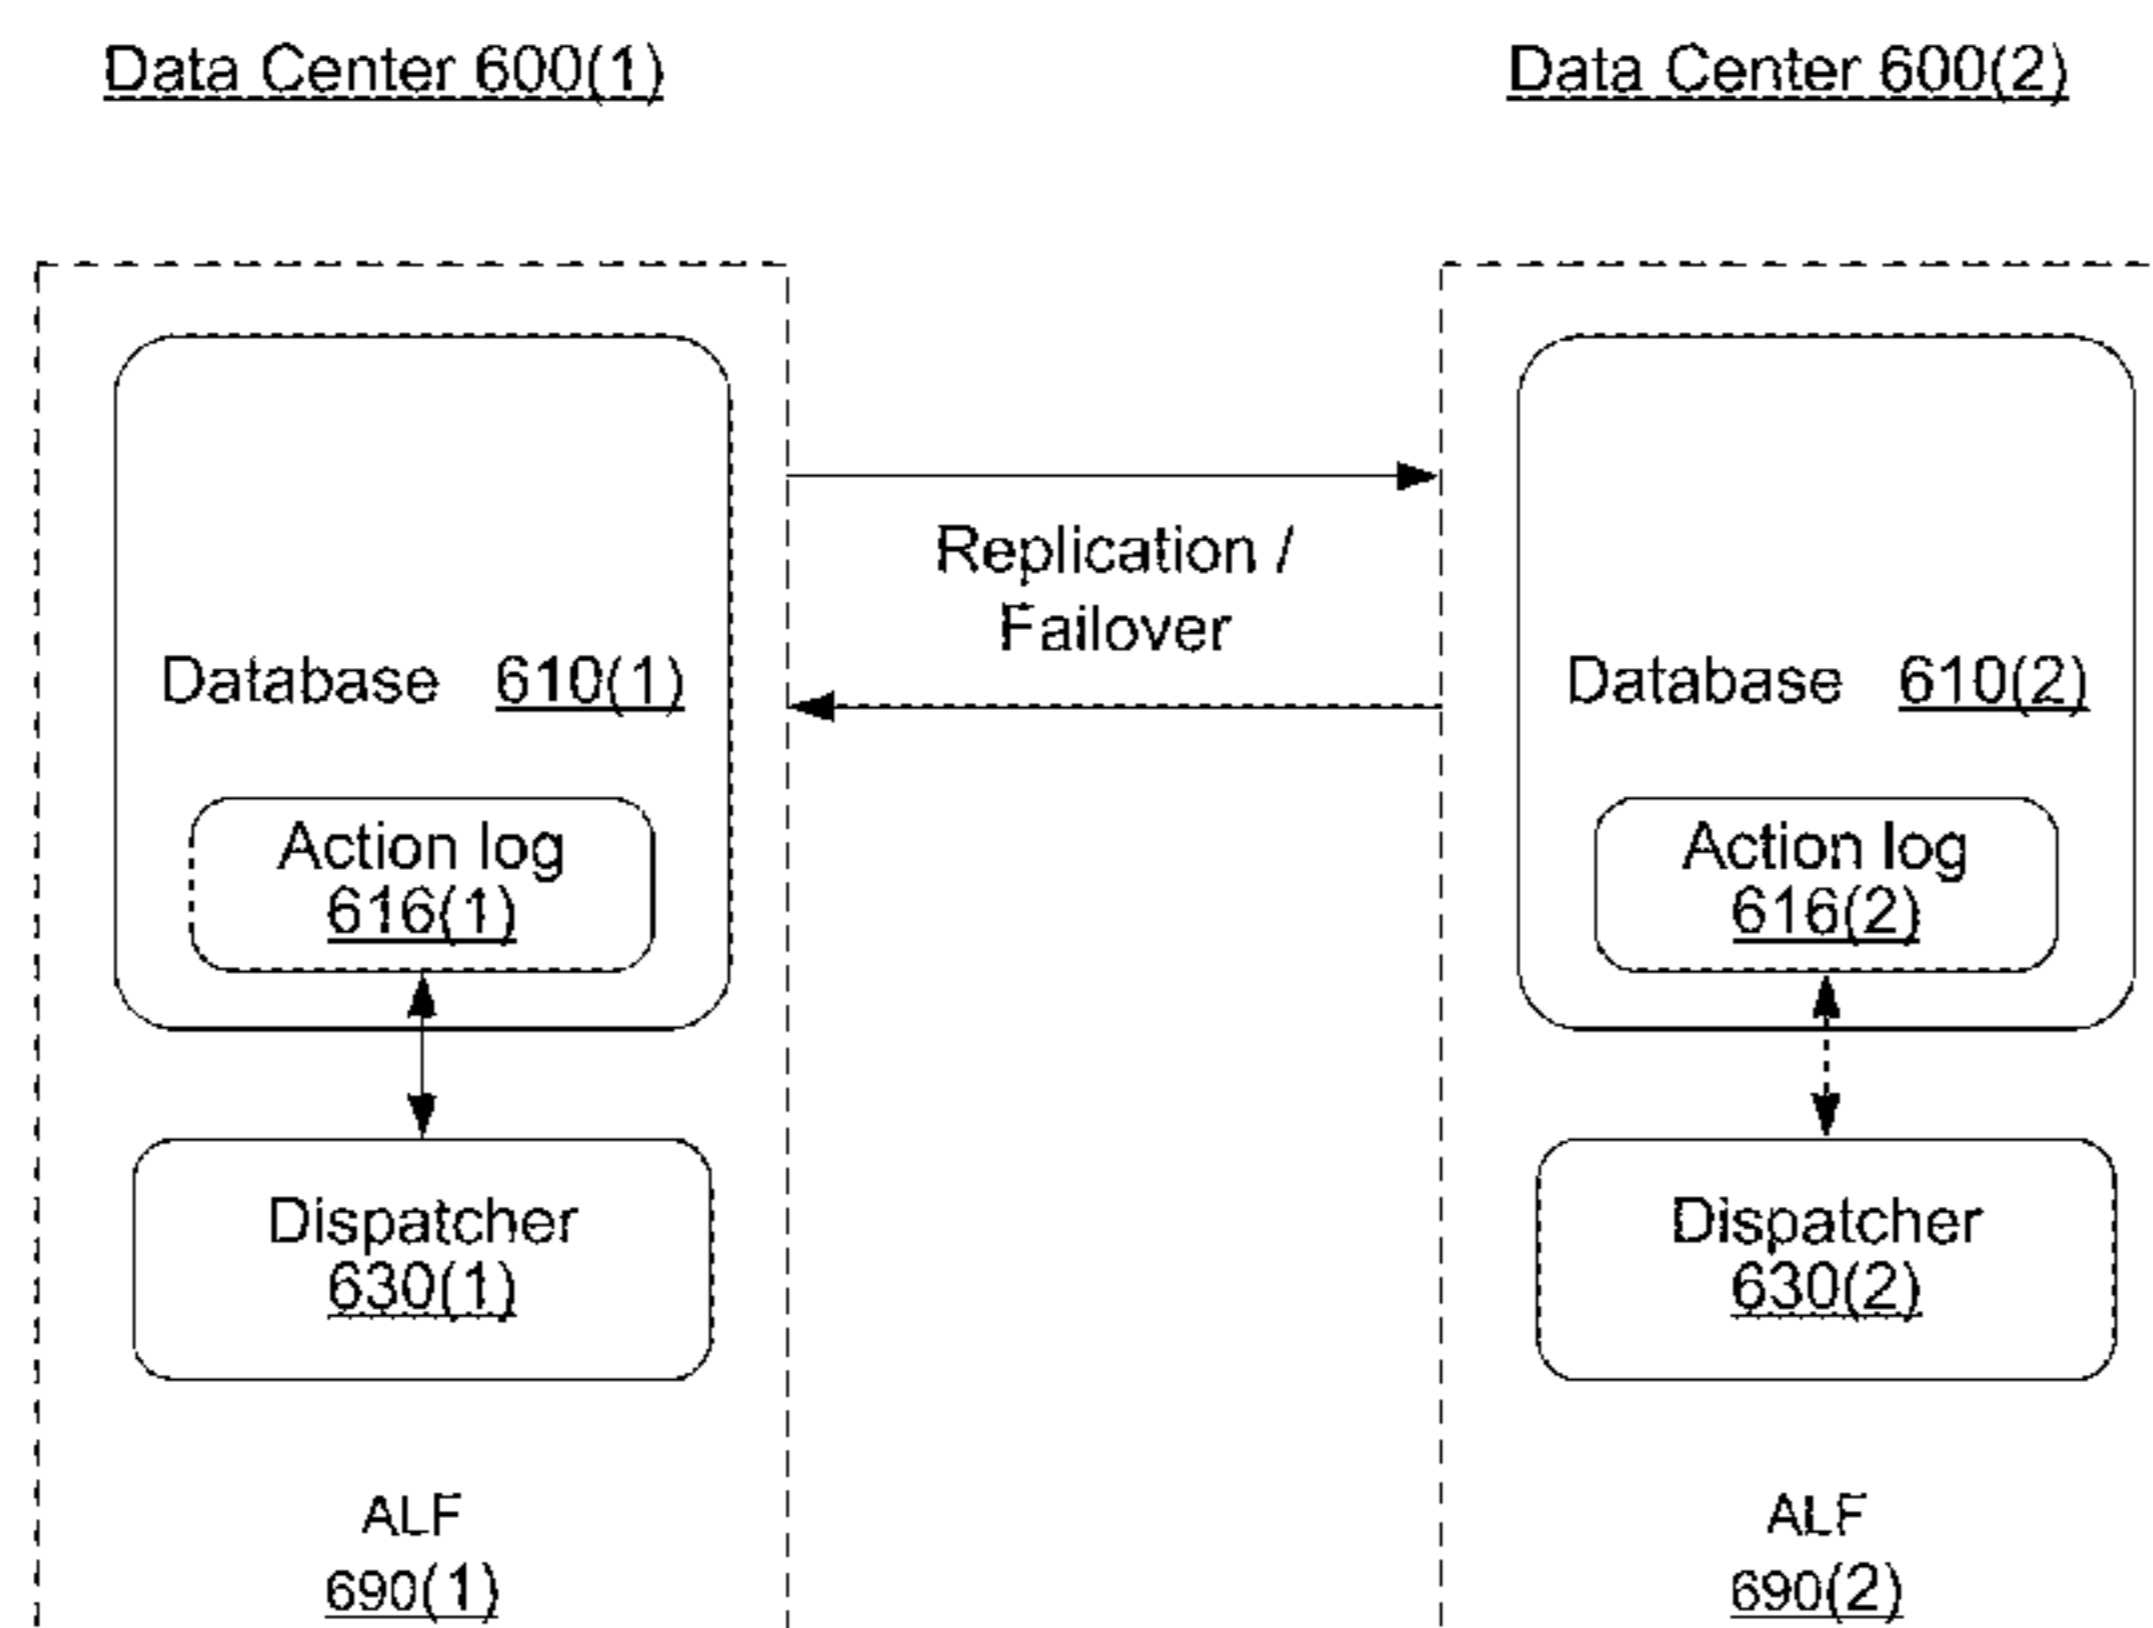 Data Center 600(1)
Data Center 600(2)
Replication /
Failover
Database 610(1)
Database 610(2)
Action log
616(1)
Action log
616(2)
Dispatcher
630(1)
Dispatcher
630(2)
ALF
690(1)
ALF
690(2)